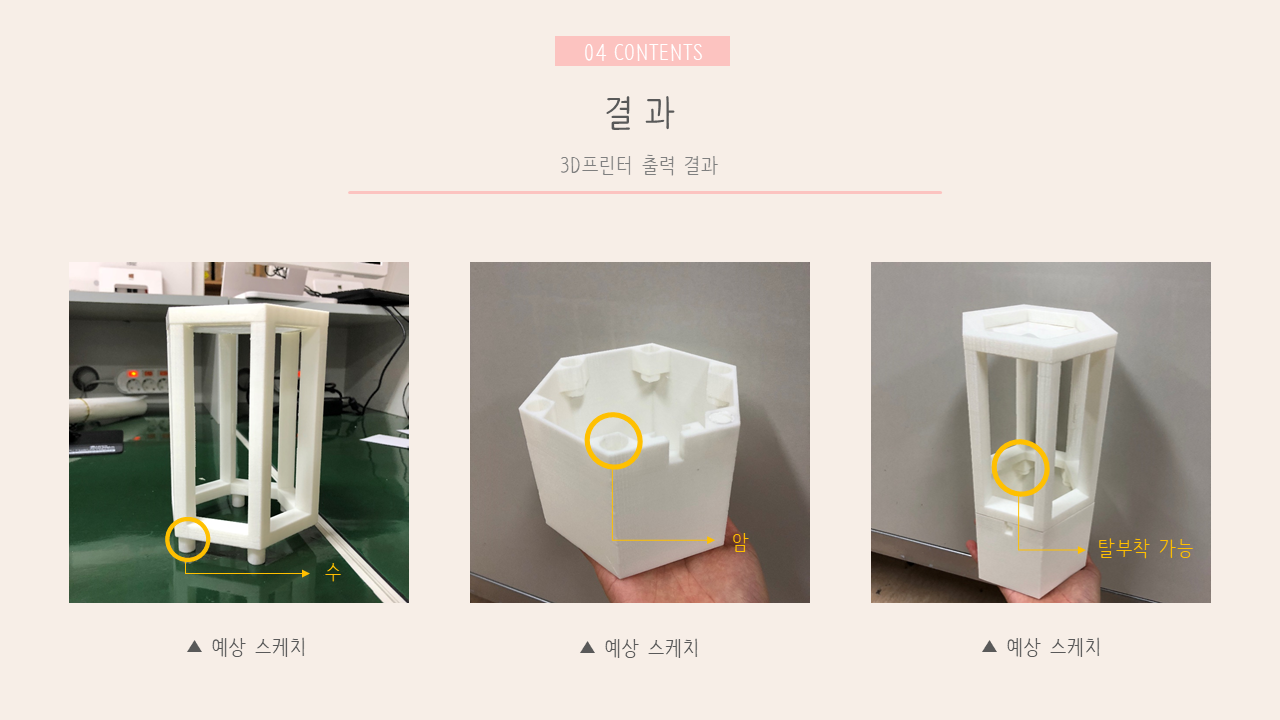 04 CONTENTS
결 과
3D프린터 출력 결과
수
암
탈부착 가능
▲ 예상 스케치
▲ 예상 스케치
▲ 예상 스케치